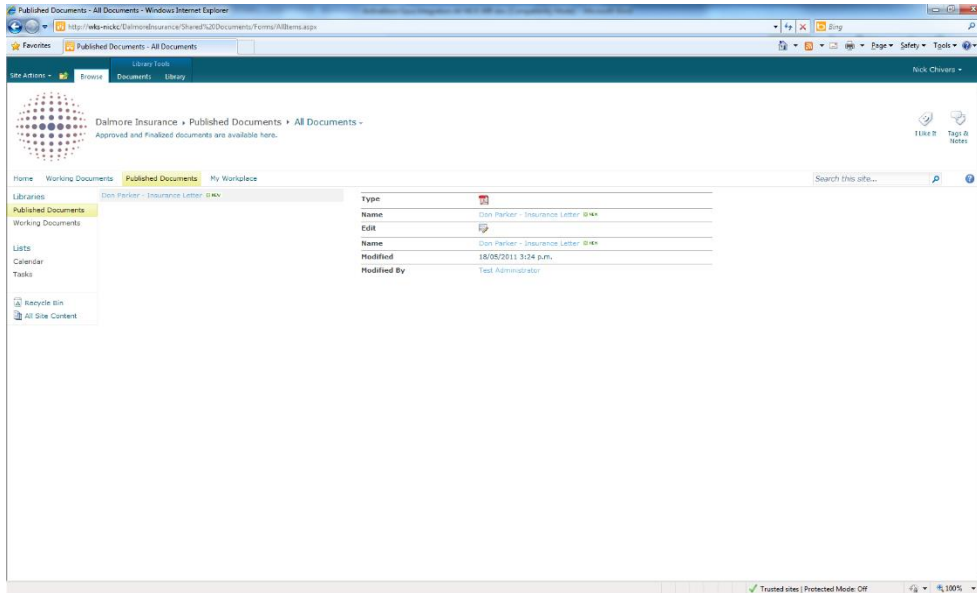 Published Documents - All Documents - Windows Internet Explorer
http://wks-nickc/DalmoreInsurance/Shared%20Documents/Forms/AllItems.aspx
Bing
Favorites
Published Documents - All Documents
Page
Safety
Tools
Site Actions
Browse
Library Tools
Documents
Library
Nick Chivers
Dalmore Insurance
Published Documents
All Documents
Approved and Finalized documents are available here.
I Like It
Tags & Notes
Home
Working Documents
Published Documents
My Workplace
Search this site...
Libraries
Published Documents
Working Documents
Lists
Calendar
Tasks
Recycle Bin
All Site Content
Don Parker - Insurance Letter NEW
Type
Name Don Parker - Insurance Letter NEW
Edit
Name Don Parker - Insurance Letter NEW
Modified 18/05/2011 3:24 p.m.
Modified By Test Administrator
Trusted sites | Protected Mode: Off
100%